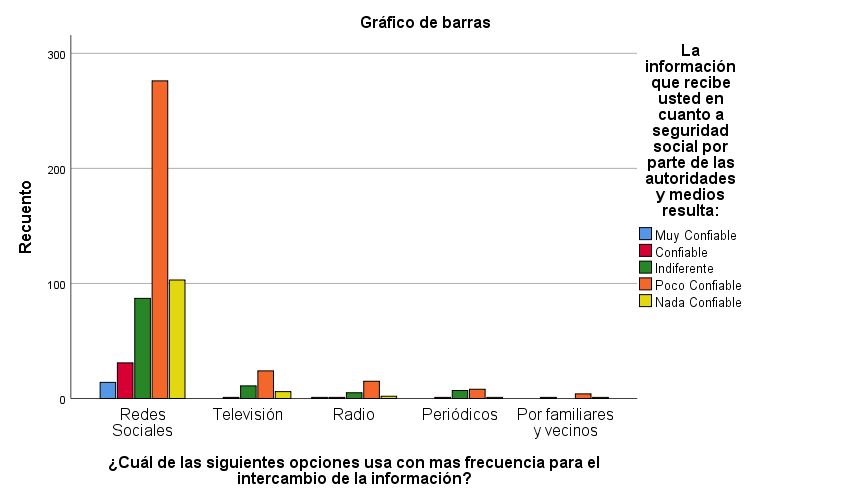 Gráfico de barras
La
información
que recibe
usted en
cuanto a
seguridad
social por
parte de las
autoridades
y medios
resulta:
Muy Confiable
Confiable
Indiferente
Poco Confiable
Nada Confiable
Recuento
300
200
100
0
Redes
Sociales
Televisión
Radio
Periódicos
Por familiares
y vecinos
¿Cuál de las siguientes opciones usa con mas frecuencia para el
intercambio de la información?